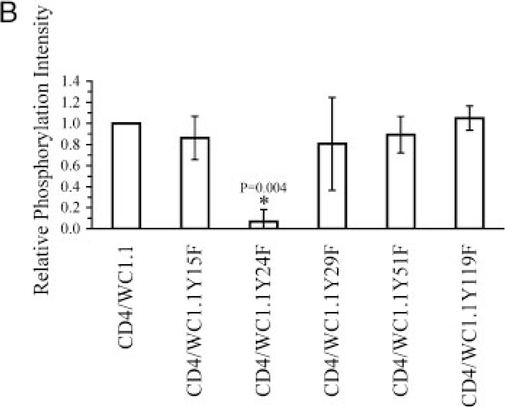 B
Relative Phosphorylation Intensity
1.4
1.2
1.0
0.8
0.6
0.4
0.2
0.0
P=0.004
*
CD4/WC1.1
CD4/WC1.1Y15F
CD4/WC1.1Y24F
CD4/WC1.1Y29F
CD4/WC1.1Y51F
CD4/WC1.1Y119F